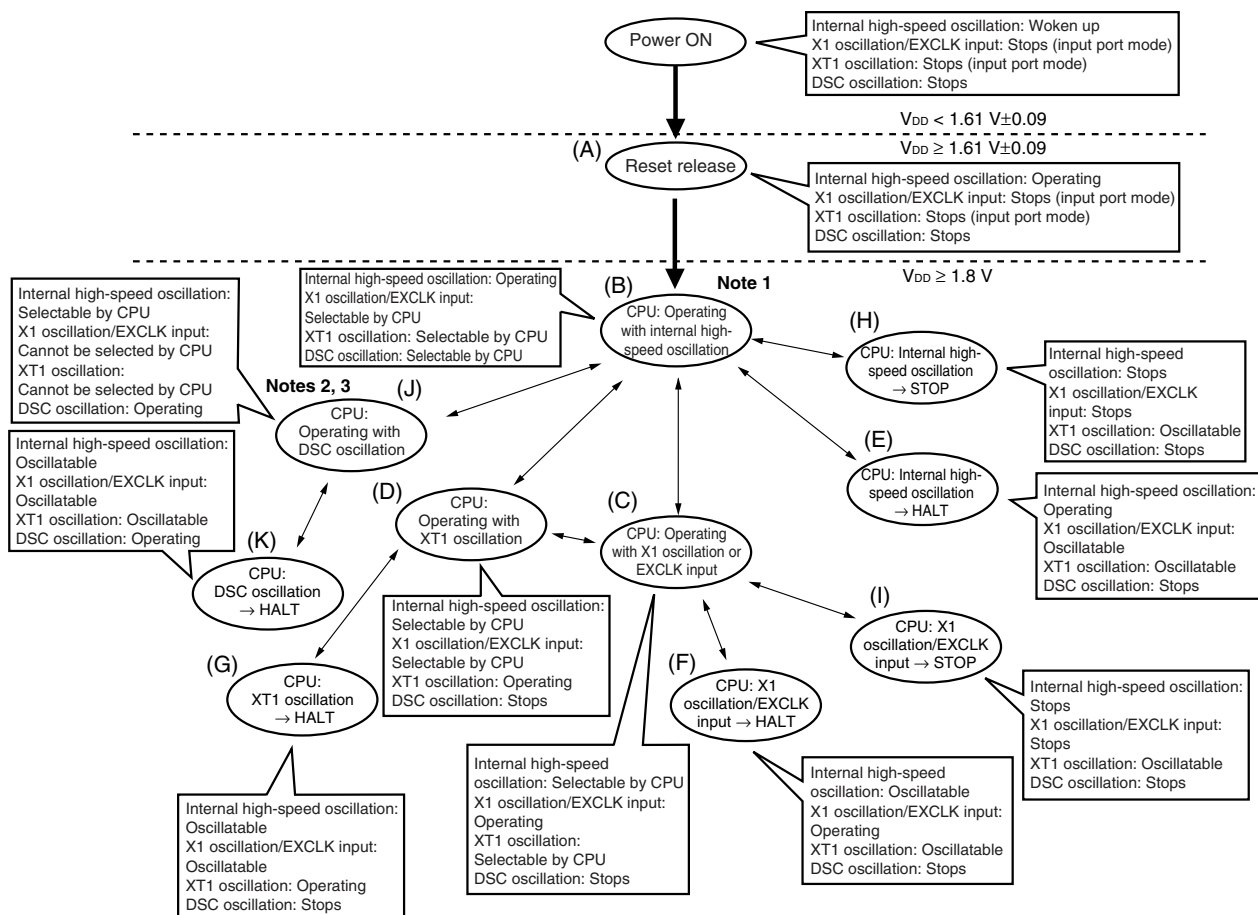 Power ON
Internal high-speed oscillation: Woken up
X1 oscillation/EXCLK input: Stops (input port mode)
XT1 oscillation: Stops (input port mode)
DSC oscillation: Stops
VDD < 1.61 V±0.09
VDD ≥ 1.61 V±0.09
(A)
Reset release
Internal high-speed oscillation: Operating
X1 oscillation/EXCLK input: Stops (input port mode)
XT1 oscillation: Stops (input port mode)
DSC oscillation: Stops
VDD ≥ 1.8 V
Internal high-speed oscillation:
Selectable by CPU
X1 oscillation/EXCLK input:
Cannot be selected by CPU
XT1 oscillation:
Cannot be selected by CPU
DSC oscillation: Operating
Internal high-speed oscillation: Operating
X1 oscillation/EXCLK input:
Selectable by CPU
XT1 oscillation: Selectable by CPU
DSC oscillation: Selectable by CPU
(B)
Note 1
CPU: Operating
with internal high-
speed oscillation
(H)
CPU: Internal high-
speed oscillation
→ STOP
Internal high-speed
oscillation: Stops
X1 oscillation/EXCLK
input: Stops
XT1 oscillation: Oscillatable
DSC oscillation: Stops
Notes 2, 3
(J)
CPU:
Operating with
DSC oscillation
Internal high-speed oscillation:
Oscillatable
X1 oscillation/EXCLK input:
Oscillatable
XT1 oscillation: Oscillatable
DSC oscillation: Operating
(E)
CPU: Internal high-
speed oscillation
→ HALT
Internal high-speed oscillation:
Operating
X1 oscillation/EXCLK input:
Oscillatable
XT1 oscillation: Oscillatable
DSC oscillation: Stops
(D)
CPU:
Operating with
XT1 oscillation
(C)
CPU: Operating
with X1 oscillation or
EXCLK input
(K)
CPU:
DSC oscillation
→ HALT
Internal high-speed oscillation:
Selectable by CPU
X1 oscillation/EXCLK input:
Selectable by CPU
XT1 oscillation: Operating
DSC oscillation: Stops
(I)
CPU: X1
oscillation/EXCLK
input → STOP
(G)
CPU:
XT1 oscillation
→ HALT
(F)
CPU: X1
oscillation/EXCLK
input → HALT
Internal high-speed oscillation:
Stops
X1 oscillation/EXCLK input:
Stops
XT1 oscillation: Oscillatable
DSC oscillation: Stops
Internal high-speed
oscillation: Selectable by CPU
X1 oscillation/EXCLK input:
Operating
XT1 oscillation:
Selectable by CPU
DSC oscillation: Stops
Internal high-speed
oscillation: Oscillatable
X1 oscillation/EXCLK input:
Operating
XT1 oscillation: Oscillatable
DSC oscillation: Stops
Internal high-speed oscillation:
Oscillatable
X1 oscillation/EXCLK input:
Oscillatable
XT1 oscillation: Operating
DSC oscillation: Stops